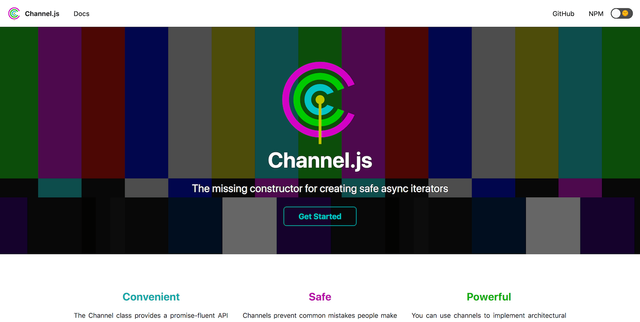 Channel.js Docs GitHub NPM
Channel.js
The missing constructor for creating safe async iterators
Get Started
Convenient Safe Powerful
The Channel class provides a promise-fluent API Channels prevent common mistakes people make You can use channels to implement architectural